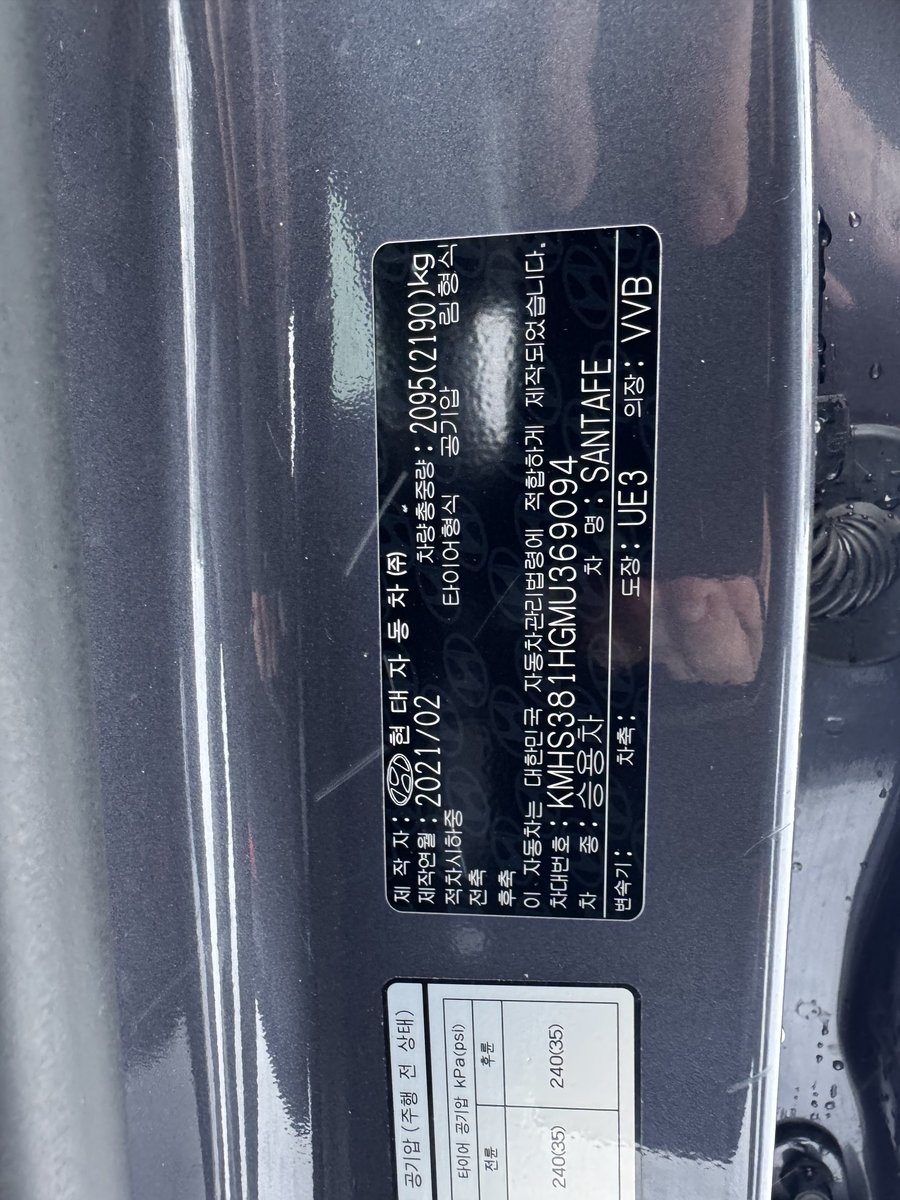 제 작 자 : 현 대 자 동 차 (주)
제작연월 : 2021/02 차량총중량 : 2095(2190)kg
적차시하중 타이어형식 공기압 림형식
전축
후축
이 자동차는 대한민국 자동차관리법령에 적합하게 제작되었습니다.
차대번호 : KMHS381HGMU369094
차 종 : 승용차 차 명 : SANTAFE
변속기 : 차축 : 도장 : UE3 의장 : VVB
공기압 (주행 전 상태)
타이어 공기압 kPa(psi)
전륜 후륜
240(35) 240(35)